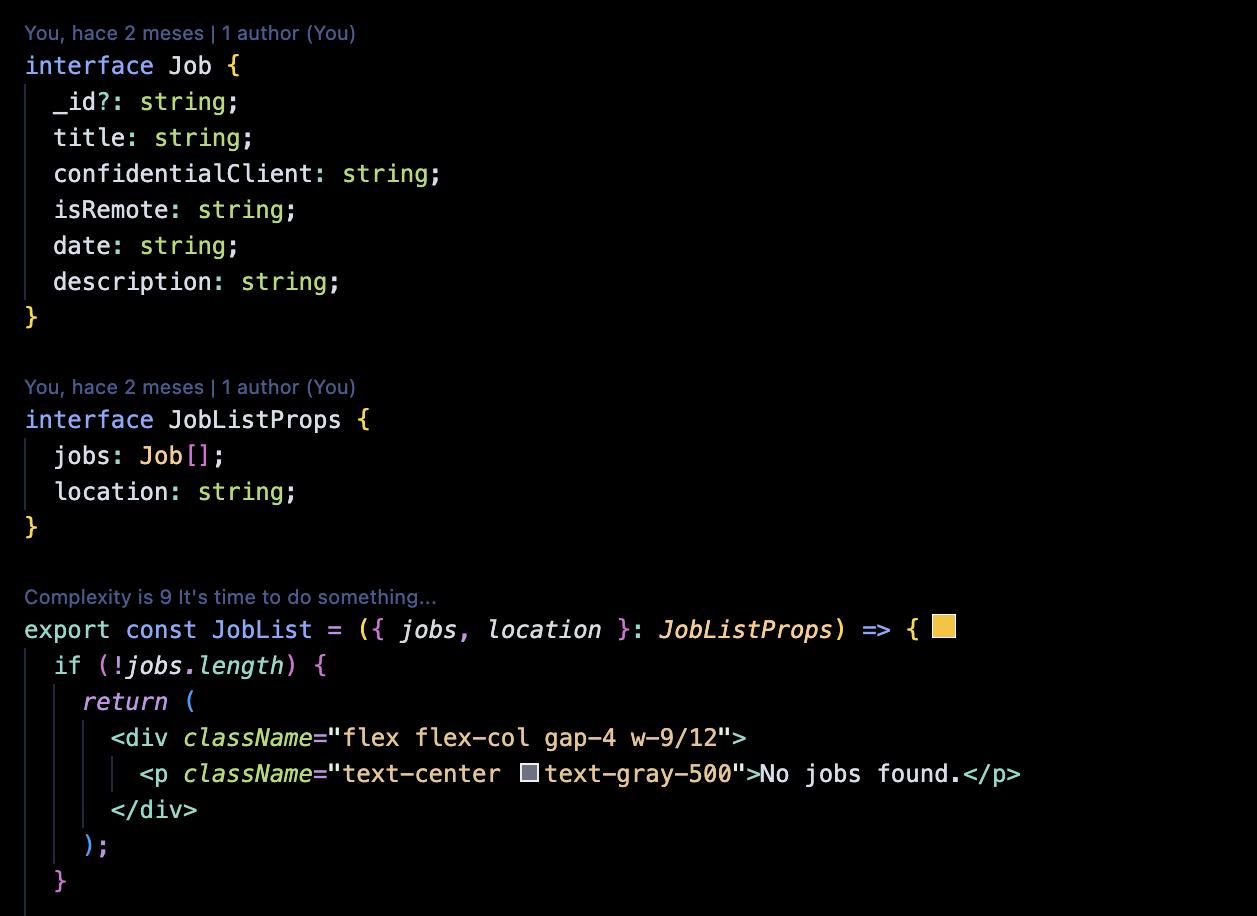 You, hace 2 meses | 1 author (You)
interface Job {
  _id?: string;
  title: string;
  confidentialClient: string;
  isRemote: string;
  date: string;
  description: string;
}
You, hace 2 meses | 1 author (You)
interface JobListProps {
  jobs: Job[];
  location: string;
}
Complexity is 9 It's time to do something...
export const JobList = ({ jobs, location }: JobListProps) => {
  if (!jobs.length) {
    return (
      <div className="flex flex-col gap-4 w-9/12">
        <p className="text-center text-gray-500">No jobs found.</p>
      </div>
    );
  }